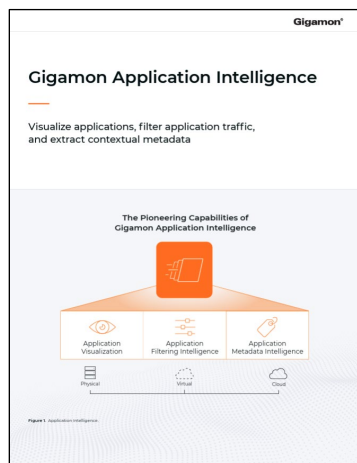 Gigamon®
Gigamon Application Intelligence
Visualize applications, filter application traffic,
and extract contextual metadata
The Pioneering Capabilities of
Gigamon Application Intelligence
Application
Visualization
Application
Filtering Intelligence
Application
Metadata Intelligence
Physical
Virtual
Cloud
Figure 1. Application Intelligence.